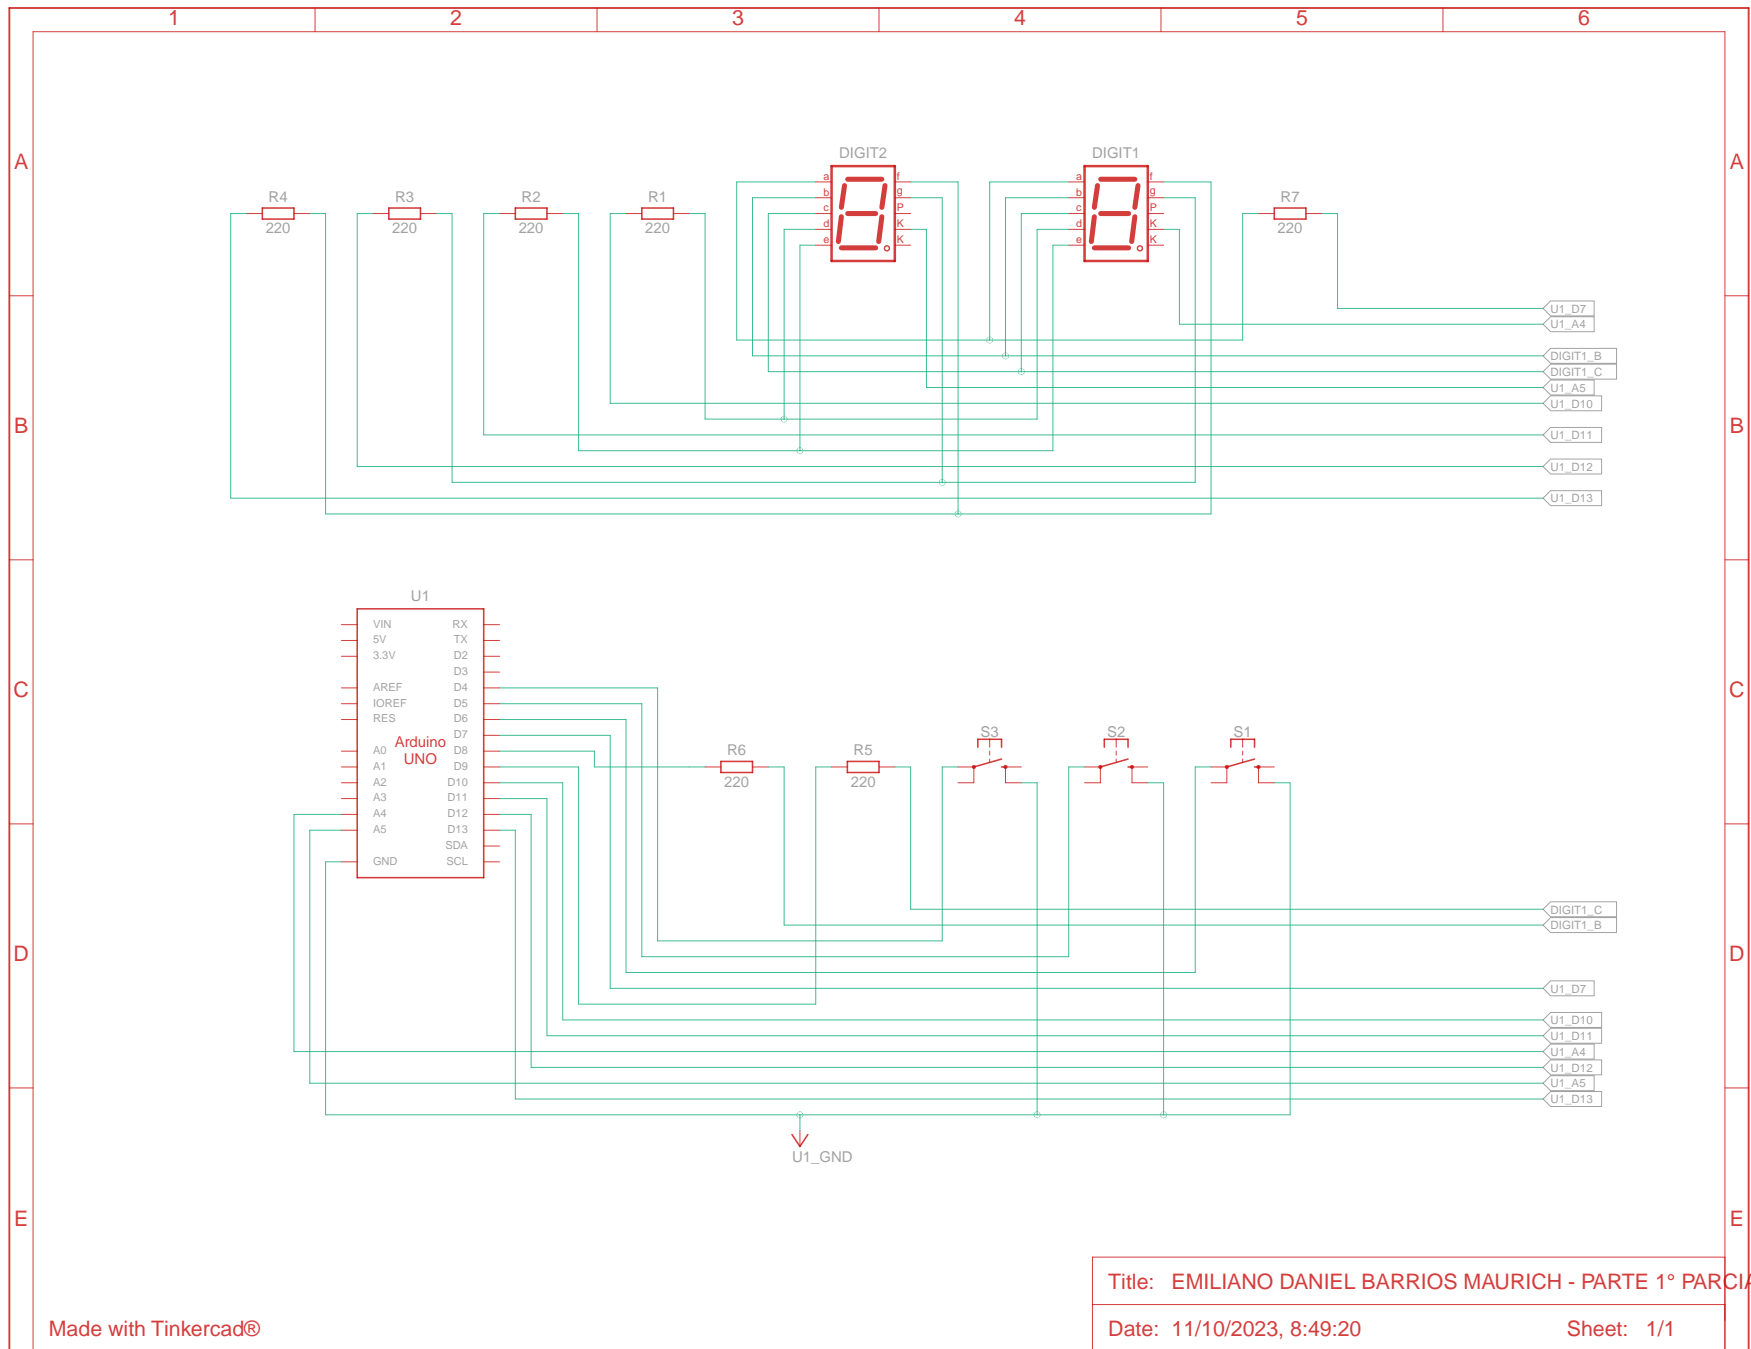 1 2 3 4 5 6
A A
DIGIT2 DIGIT1
a f a f
b g b g
c P c P
d K d K
e K e K
R4 R3 R2 R1 R7
220 220 220 220 220
U1_D7
U1_A4
DIGIT1_B
DIGIT1_C
U1_A5
U1_D10
B B
U1_D11
U1_D12
U1_D13
U1
VIN RX
5V TX
3.3V D2
D3
AREF D4
IOREF D5
RES D6
D7
Arduino
UNO
A0 D8
A1 D9
A2 D10
A3 D11
A4 D12
A5 D13
SDA
GND SCL
C C
S3 S2 S1
R6 R5
220 220
DIGIT1_C
DIGIT1_B
D D
U1_D7
U1_D10
U1_D11
U1_A4
U1_D12
U1_A5
U1_D13
U1_GND
E E
Title: EMILIANO DANIEL BARRIOS MAURICH - PARTE 1° PARCIA
Made with Tinkercad®
Date: 11/10/2023, 8:49:20 Sheet: 1/1